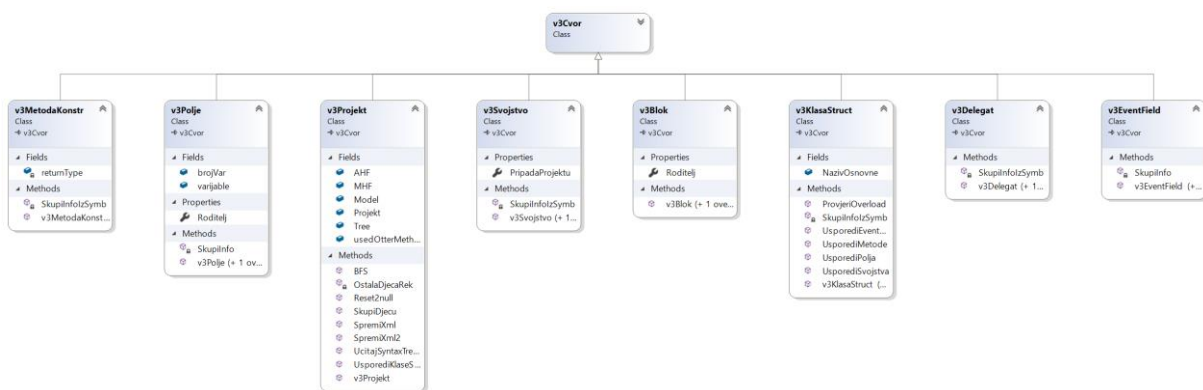 v3Cvor
Class
v3MetodaKonstr
Class
v3Cvor
Fields
returnType
Methods
SkupiInfoIzSymb
v3MetodaKonst...
v3Polje
Class
v3Cvor
Fields
brojVar
varijable
Properties
Roditelj
Methods
SkupiInfo
v3Polje (+ 1 ov...
v3Projekt
Class
v3Cvor
Fields
AHF
MHF
Model
Projekt
Tree
usedOtterMeth...
Methods
BFS
OstalaDjecaRek
Reset2null
SkupiDjecu
SpremiXml
SpremiXml2
UcitajSyntaxTre...
UsporediKlaseS...
v3Projekt
v3Svojstvo
Class
v3Cvor
Properties
PripadaProjektu
Methods
SkupiInfoIzSymb
v3Svojstvo (+ 1...
v3Blok
Class
v3Cvor
Properties
Roditelj
Methods
v3Blok (+ 1 ove...
v3KlasaStruct
Class
v3Cvor
Fields
NazivOsnovne
Methods
ProvjeriOverload
SkupiInfoIzSymb
UsporediEvent...
UsporediMetode
UsporediPolja
UsporediSvojstva
v3KlasaStruct (...
v3Delegat
Class
v3Cvor
Methods
SkupiInfoIzSymb
v3Delegat (+ 1...
v3EventField
Class
v3Cvor
Methods
SkupiInfo
v3EventField (+...